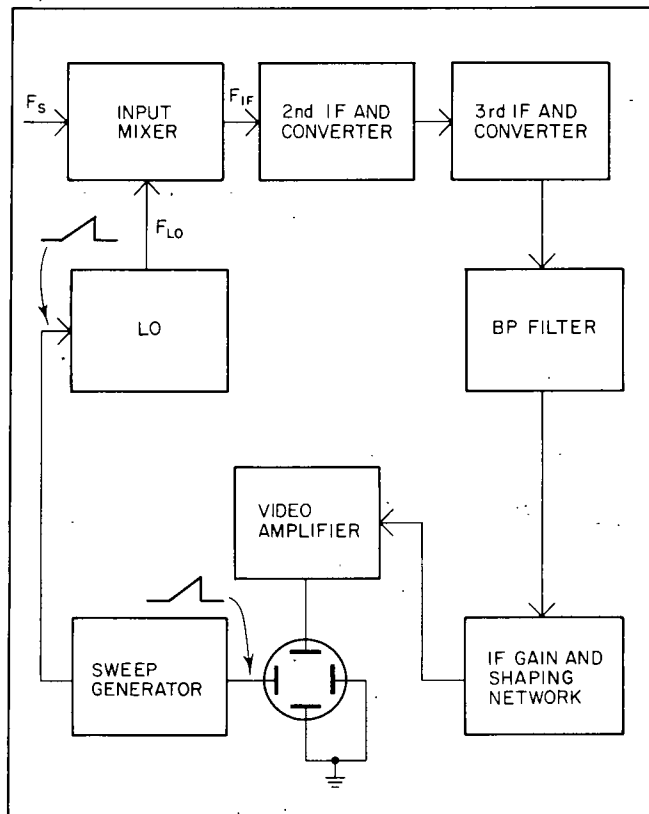 F_S
INPUT
MIXER
F_IF
2nd IF AND
CONVERTER
3rd IF AND
CONVERTER
F_LO
LO
BP FILTER
VIDEO
AMPLIFIER
SWEEP
GENERATOR
IF GAIN AND
SHAPING
NETWORK